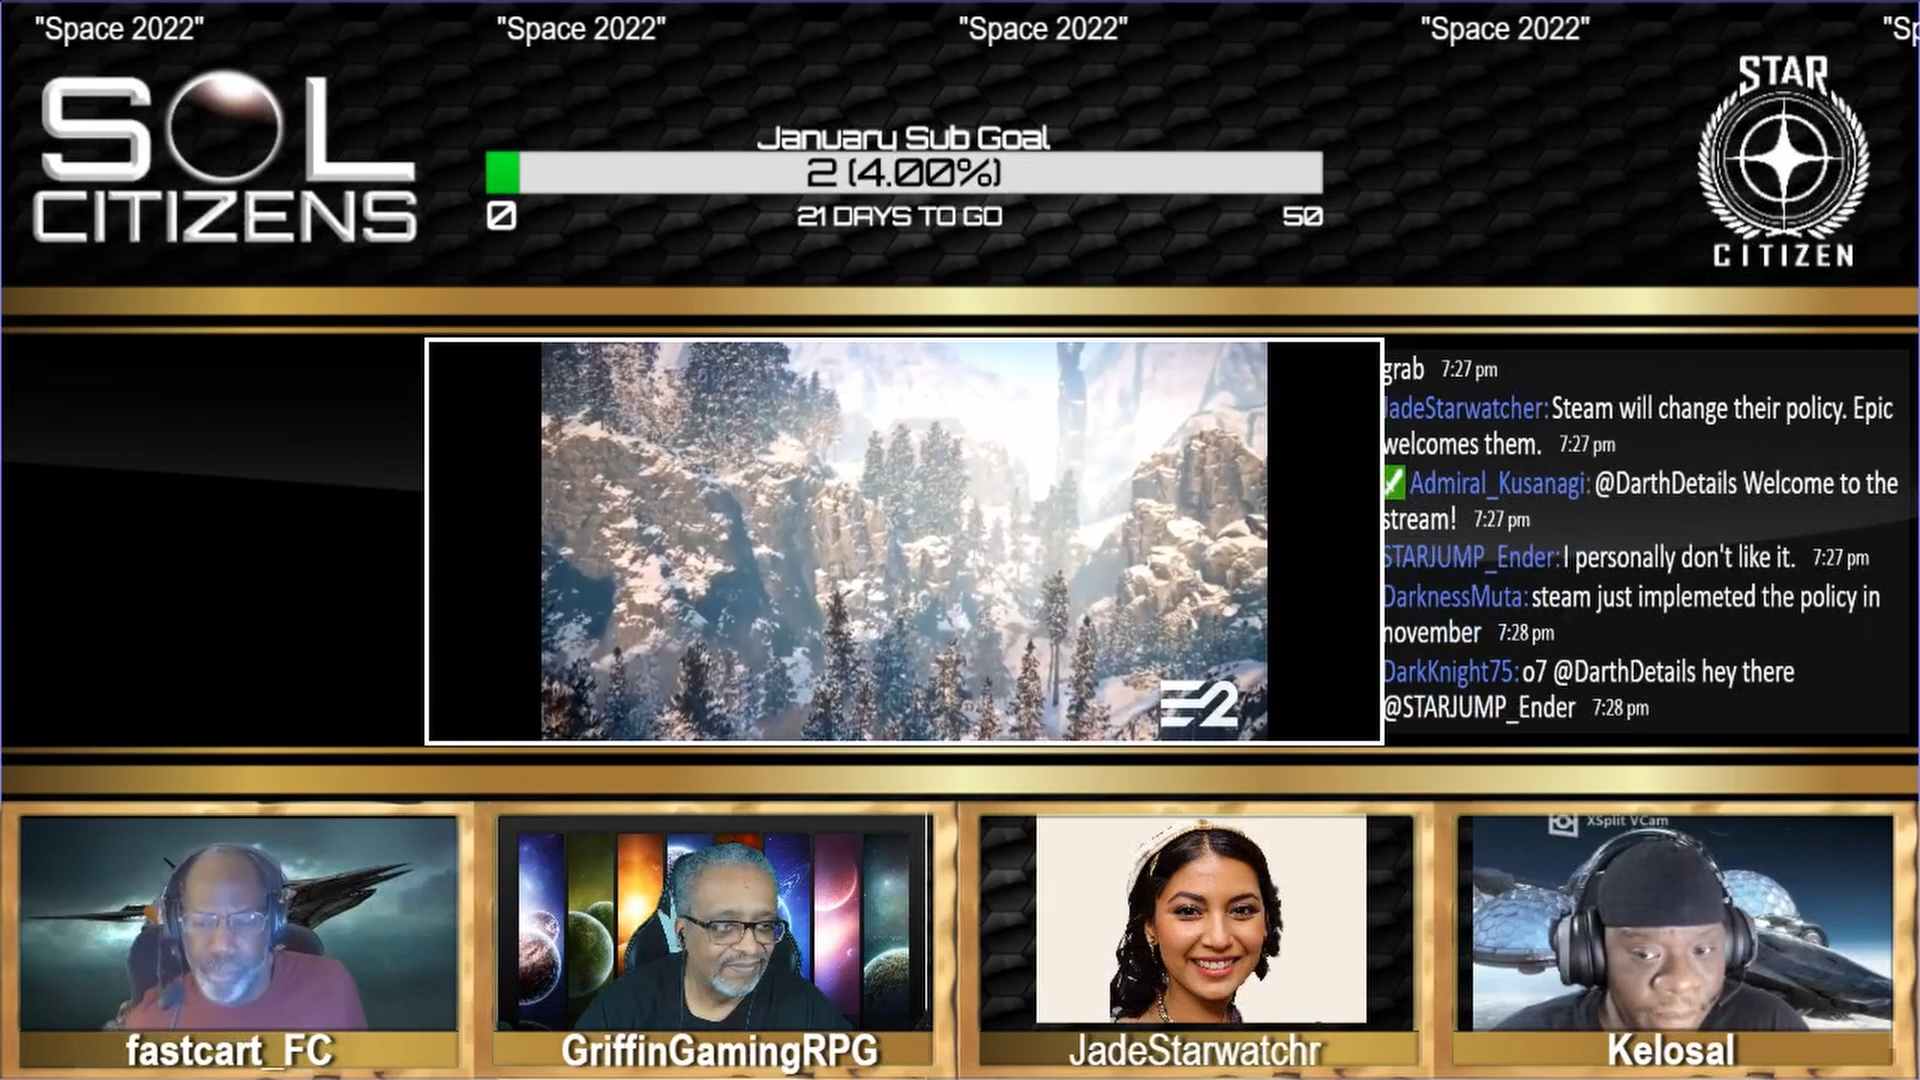 "Space 2022" "Space 2022" "Space 2022" "Space 2022" "Sp
SOL
CITIZENS
January Sub Goal
2 (4.00%)
0 21 DAYS TO GO 50
STAR
CITIZEN
grab 7:27 pm
JadeStarwatcher: Steam will change their policy. Epic
welcomes them. 7:27 pm
Admiral_Kusanagi: @DarthDetails Welcome to the
stream! 7:27 pm
STARJUMP_Ender: I personally don't like it. 7:27 pm
DarknessMuta: steam just implemeted the policy in
november 7:28 pm
DarkKnight75: o7 @DarthDetails hey there
@STARJUMP_Ender 7:28 pm
E2
XSplit VCam
fastcart_FC
GriffinGamingRPG
JadeStarwatchr
Kelosal